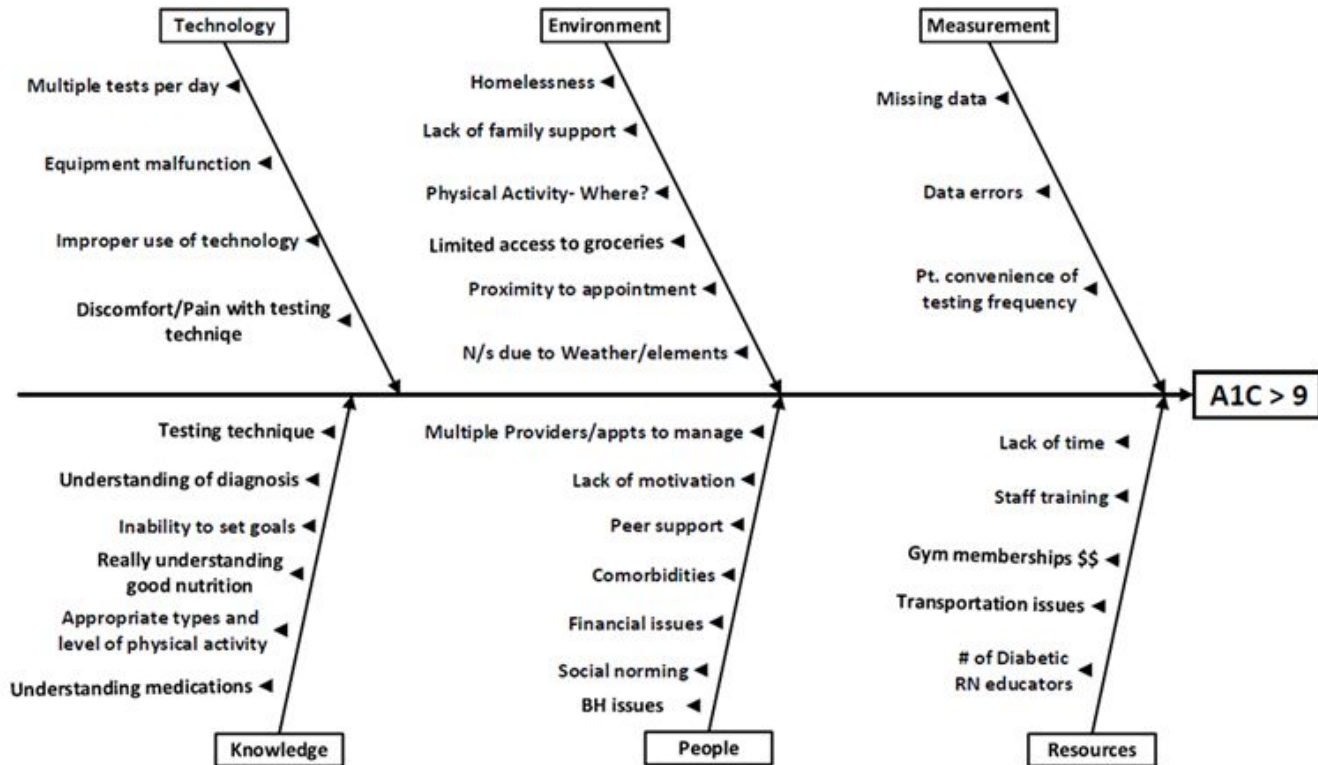 Technology
Multiple tests per day
Equipment malfunction
Improper use of technology
Discomfort/Pain with testing
techniqe
Environment
Homelessness
Lack of family support
Physical Activity- Where?
Limited access to groceries
Proximity to appointment
N/s due to Weather/elements
Measurement
Missing data
Data errors
Pt. convenience of
testing frequency
A1C > 9
Testing technique
Understanding of diagnosis
Inability to set goals
Really understanding
good nutrition
Appropriate types and
level of physical activity
Understanding medications
Knowledge
Multiple Providers/appts to manage
Lack of motivation
Peer support
Comorbidities
Financial issues
Social norming
BH issues
People
Lack of time
Staff training
Gym memberships $$
Transportation issues
# of Diabetic
RN educators
Resources